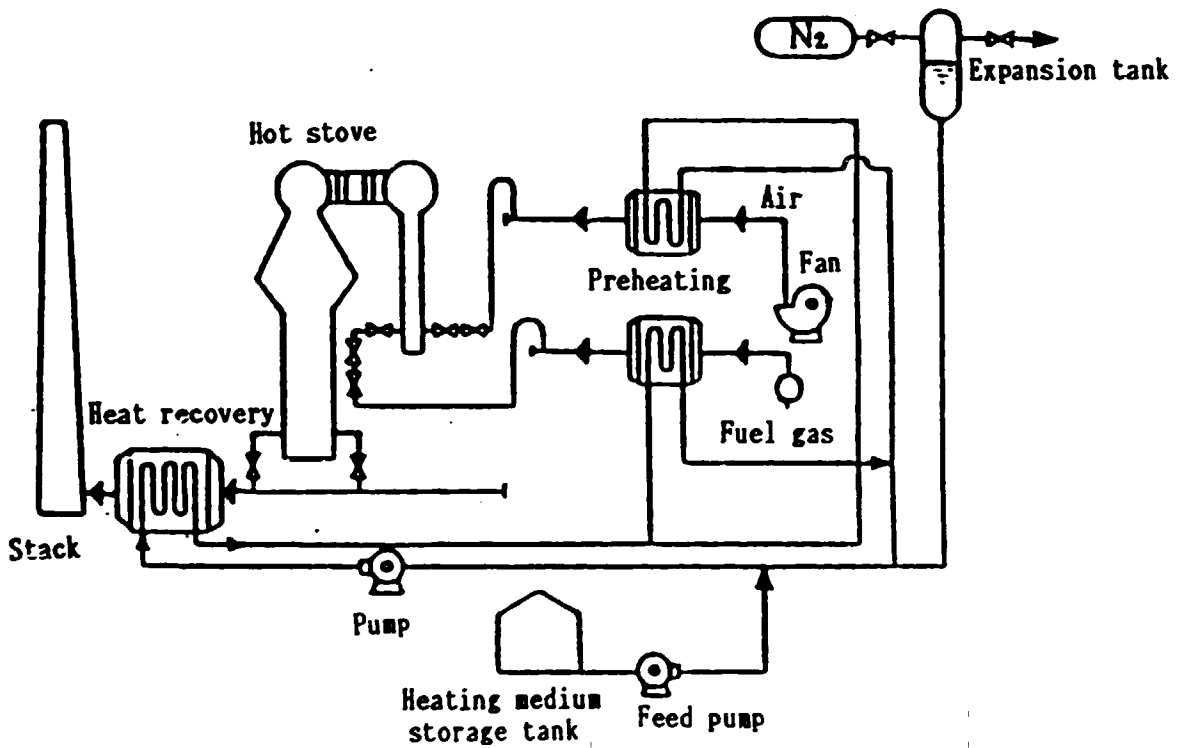 N2
Expansion tank
Hot stove
Air
Preheating
Fan
Heat recovery
Fuel gas
Stack
Pump
Heating medium
storage tank
Feed pump